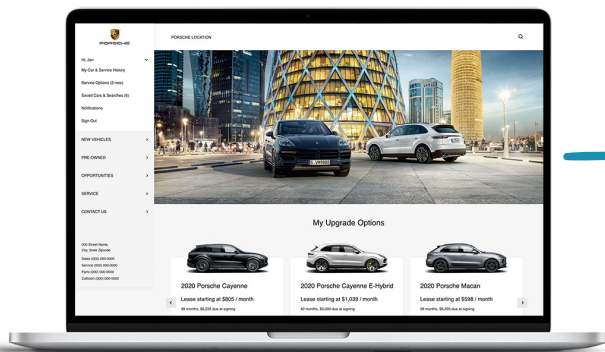 PORSCHE
PORSCHE LOCATION
Hi, Jan
My Car & Service History
Service Options (5 new)
Saved Cars & Searches (6)
Notifications
Sign Out
NEW VEHICLES
PRE-OWNED
OPPORTUNITIES
SERVICE
CONTACT US
000 Street Name,
City, State Zipcode
Sales (000) 000-0000
Service (000) 000-0000
Parts (000) 000-0000
Collision (000) 000-0000
My Upgrade Options
2020 Porsche Cayenne
Lease starting at $805 / month
39 months, $8,235 due at signing
2020 Porsche Cayenne E-Hybrid
Lease starting at $1,039 / month
42 months, $3,000 due at signing
2020 Porsche Macan
Lease starting at $598 / month
39 months, $6,295 due at signing